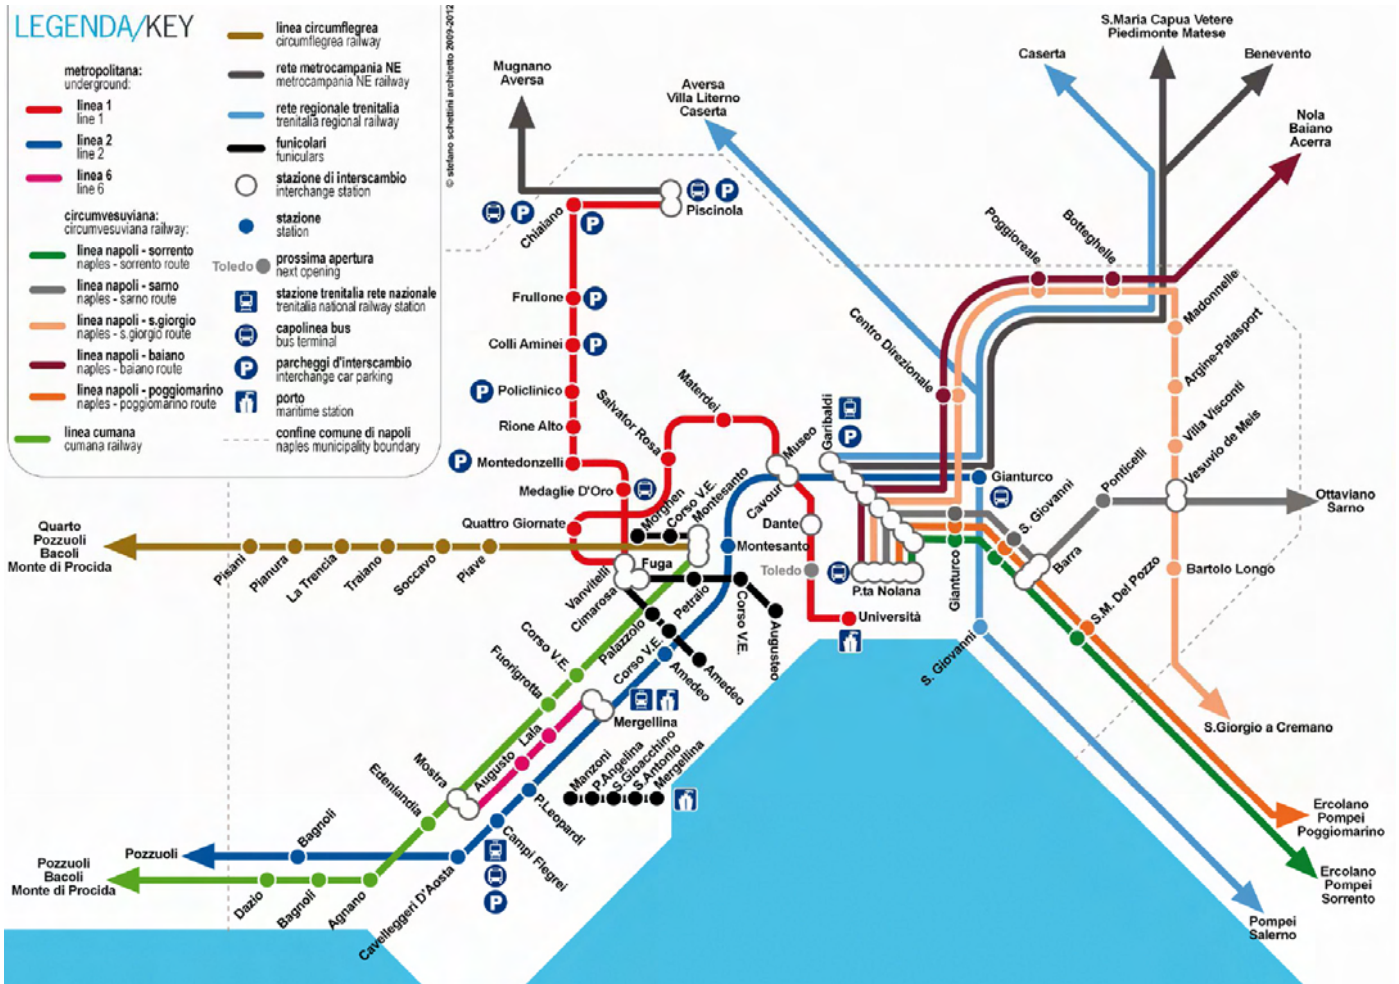 LEGENDA/KEY
metropolitana:
underground:
linea 1
line 1
linea 2
line 2
linea 6
line 6
circumvesuviana:
circumvesuviana railway:
linea napoli - sorrento
naples - sorrento route
linea napoli - sarno
naples - sarno route
linea napoli - s.giorgio
naples - s.giorgio route
linea napoli - baiano
naples - baiano route
linea napoli - poggiomarino
naples - poggiomarino route
linea cumana
cumana railway
linea circumflegrea
circumflegrea railway
rete metrocampania NE
metrocampania NE railway
rete regionale trenitalia
trenitalia regional railway
funicolari
funiculars
stazione di interscambio
interchange station
stazione
station
Toledo
prossima apertura
next opening
stazione trenitalia rete nazionale
trenitalia national railway station
capolinea bus
bus terminal
P
parcheggi d'interscambio
interchange car parking
porto
maritime station
confine comune di napoli
naples municipality boundary
© stefano schettini architetto 2009-2012
Mugnano
Aversa
Aversa
Villa Literno
Caserta
Caserta
S.Maria Capua Vetere
Piedimonte Matese
Benevento
Nola
Baiano
Acerra
P
Chiaiano
P
P
Piscinola
Frullone
P
Colli Aminei
P
P
Policlinico
Rione Alto
P
Montedonzelli
Medaglie D'Oro
Quattro Giornate
Salvator Rosa
Materdei
Museo
Cavour
Dante
Toledo
Università
Vanvitelli
Cimarosa
Fuga
Morghen
Corso V.E.
Montesanto
Montesanto
Petraio
Corso V.E.
Augusteo
Palazzolo
Corso V.E.
Amedeo
Amedeo
Garibaldi
P
P.ta Nolana
Centro Direzionale
Poggioreale
Botteghelle
Madonnelle
Argine-Palasport
Villa Visconti
Vesuvio de Meis
Bartolo Longo
S.Giorgio a Cremano
Gianturco
Gianturco
S. Giovanni
Ponticelli
Barra
S.M. Del Pozzo
S. Giovanni
Ottaviano
Sarno
Ercolano
Pompei
Poggiomarino
Ercolano
Pompei
Sorrento
Pompei
Salerno
Quarto
Pozzuoli
Bacoli
Monte di Procida
Pisani
Pianura
La Trencia
Traiano
Soccavo
Piave
Corso V.E.
Fuorigrotta
Mostra
Edenlandia
Agnano
Bagnoli
Dazio
Pozzuoli
Bacoli
Monte di Procida
Pozzuoli
Bagnoli
Cavelleggeri D'Aosta
Campi Flegrei
P
P.Leopardi
Augusto
Lala
Mergellina
Manzoni
P.Angelina
S.Gioacchino
S.Antonio
Mergellina